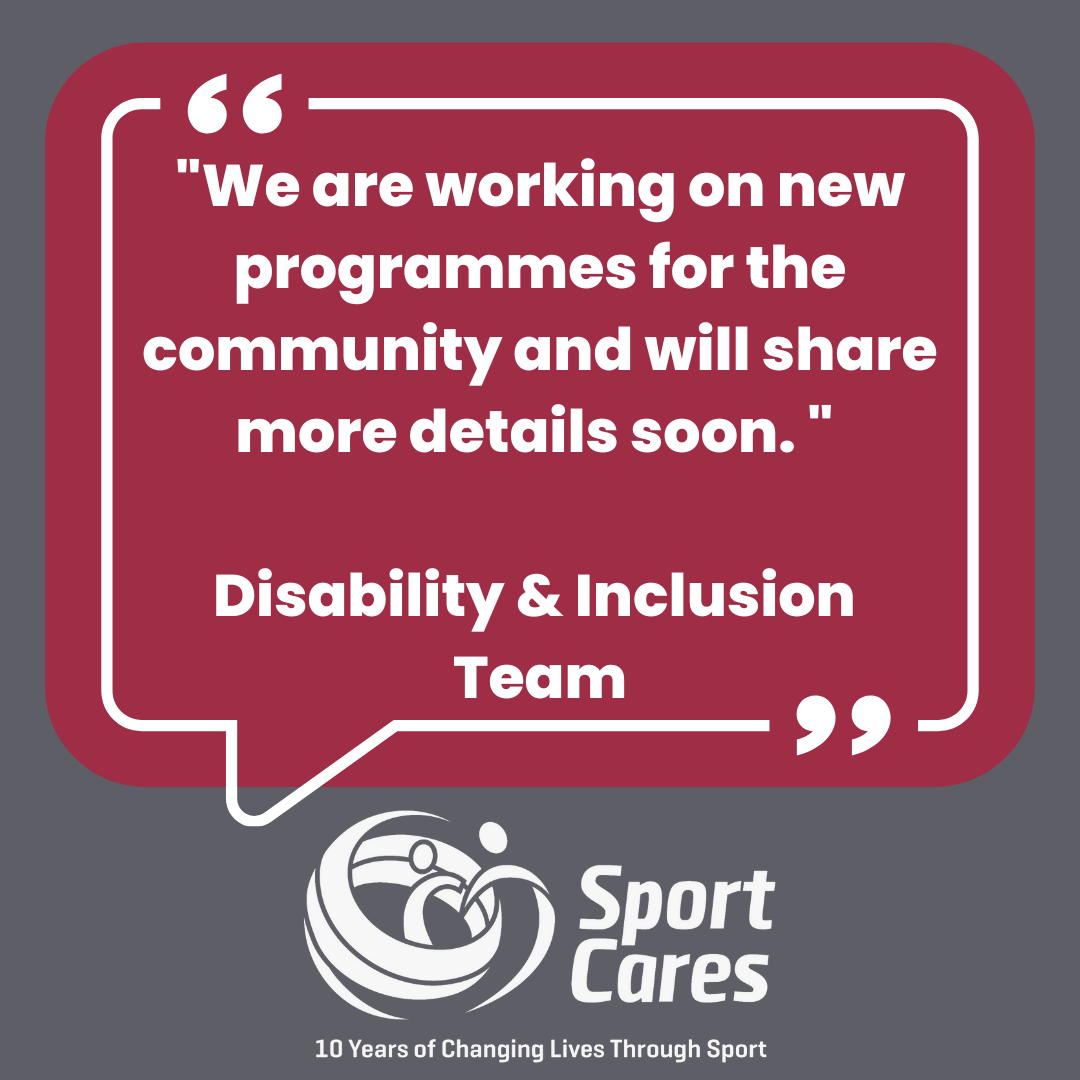 "We are working on new
programmes for the
community and will share
more details soon. "
Disability & Inclusion
Team
Sport
Cares
10 Years of Changing Lives Through Sport